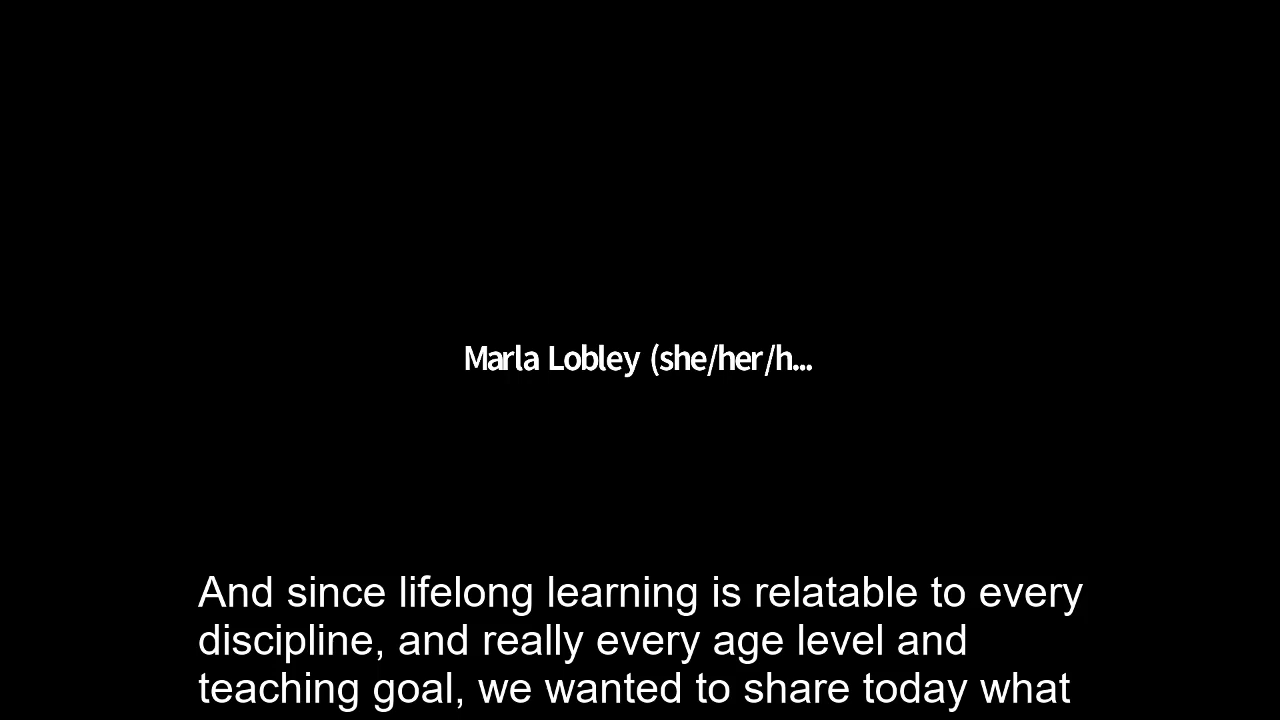 Marla Lobley (she/her/h...
And since lifelong learning is relatable to every
discipline, and really every age level and
teaching goal, we wanted to share today what